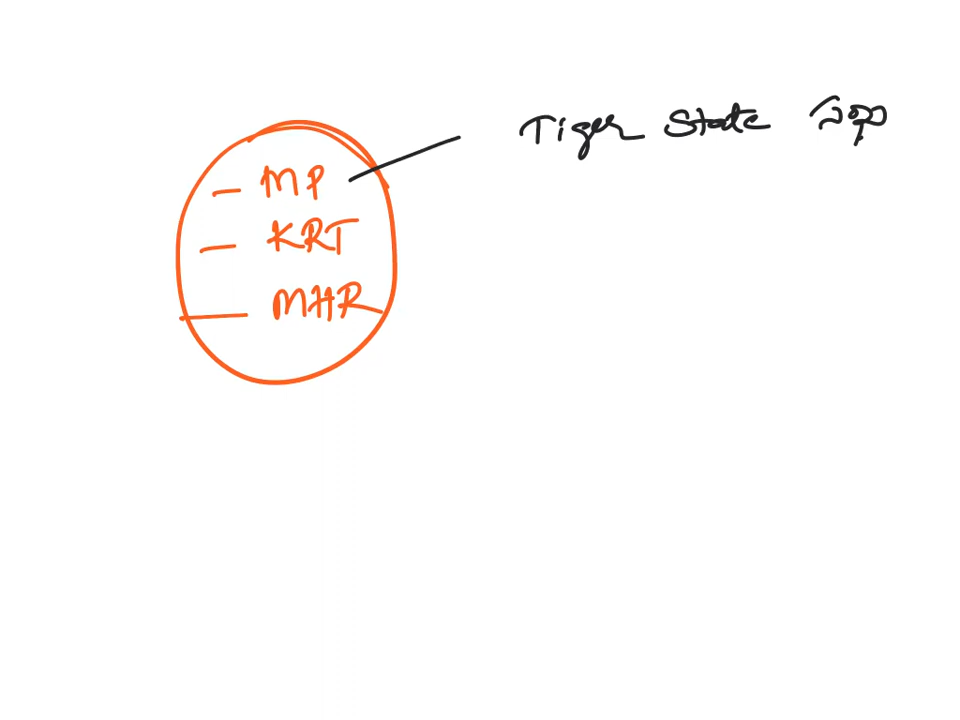 Tiger State
- MP
- KRT
- MHR